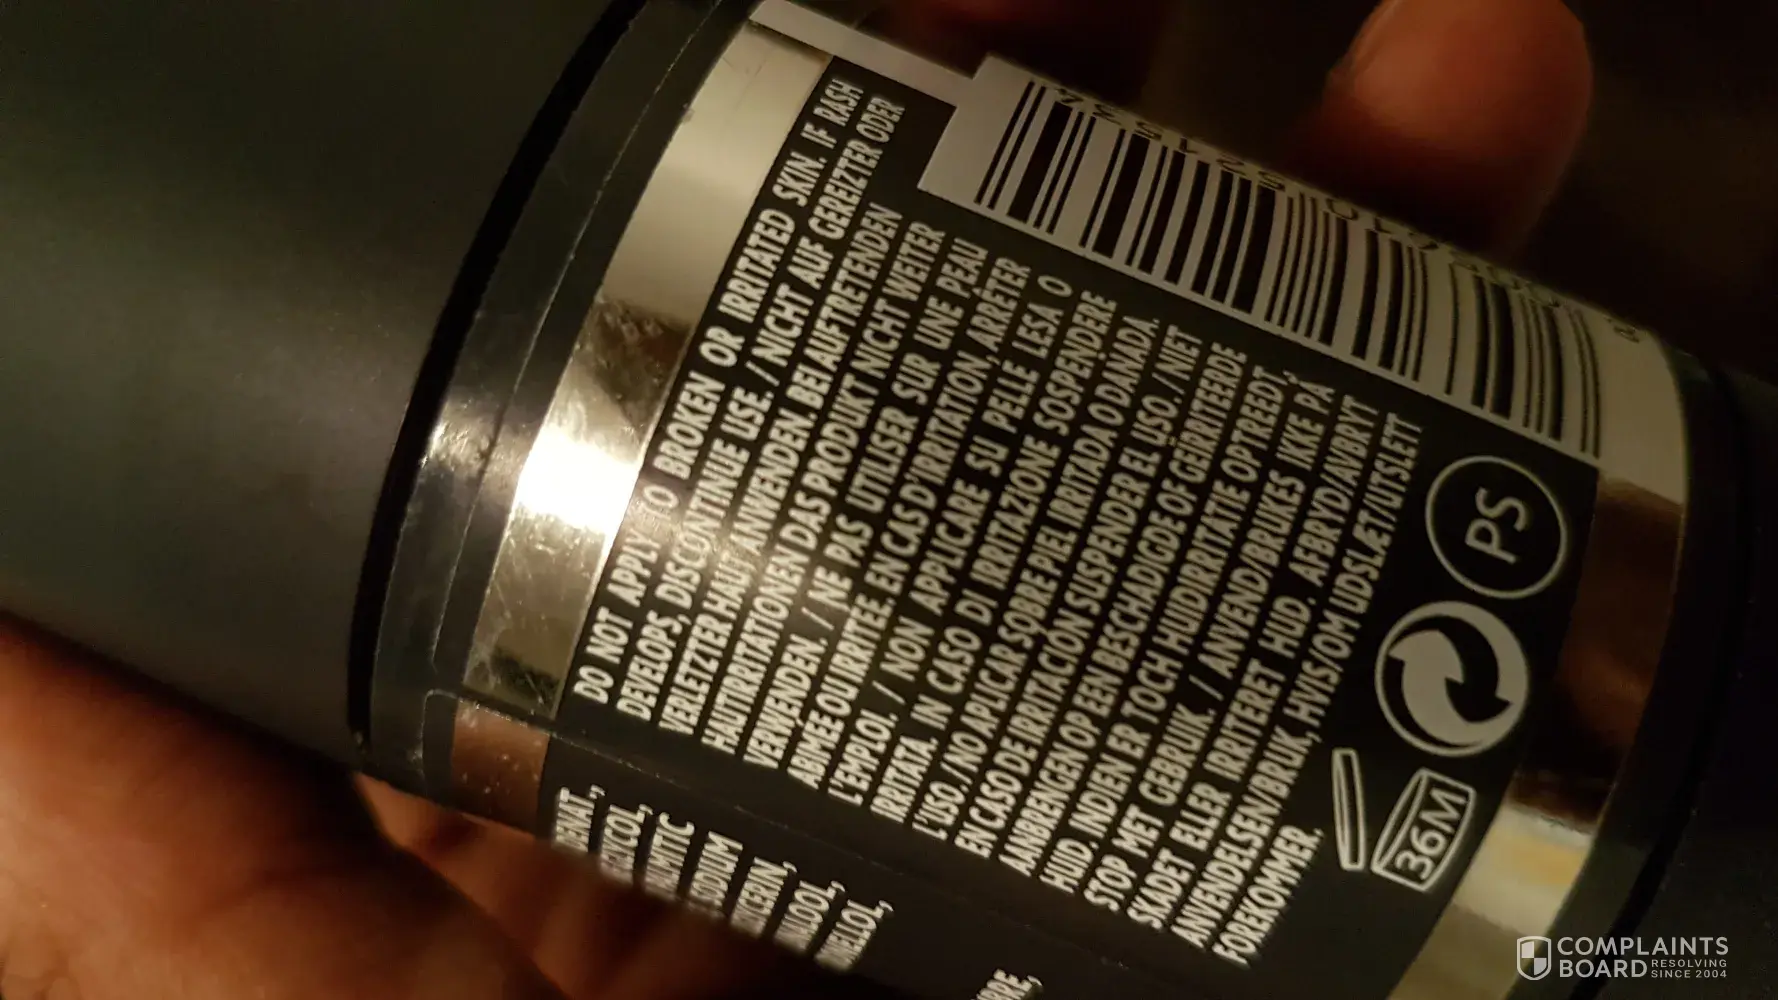 DO NOT APPLY TO BROKEN OR IRRITATED SKIN. IF RASH
DEVELOPS, DISCONTINUE USE. / NICHT AUF GEREIZTER ODER
VERLETZTER HAUT ANWENDEN. BEI AUFTRETENDEN
HAUTIRRITATIONEN DAS PRODUKT NICHT WEITER
VERWENDEN. / NE PAS UTILISER SUR UNE PEAU
ABIMÉE OU IRRITÉE. EN CAS D'IRRITATION, ARRÊTER
L'EMPLOI. / NON APPLICARE SU PELLE LESA O
IRRITATA. IN CASO DI IRRITAZIONE SOSPENDERE
L'USO. / NO APLICAR SOBRE PIEL IRRITADA O DAÑADA.
EN CASO DE IRRITACIÓN SUSPENDER EL USO. / NIET
AANBRENGEN OP EEN BESCHADIGDE OF GEÏRRITEERDE
HUID. INDIEN ER TOCH HUIDIRRITATIE OPTREEDT,
STOP MET GEBRUIK. / ANVEND/BRUKES IKKE PÅ
SKADET ELLER IRRITERET HUD. AFBRYD/AVBRYT
ANVENDELSEN/BRUK, HVIS/OM UDSLÆT/UTSLETT
FOREKOMMER.
PS
36M
COMPLAINTS
BOARD RESOLVING
SINCE 2004